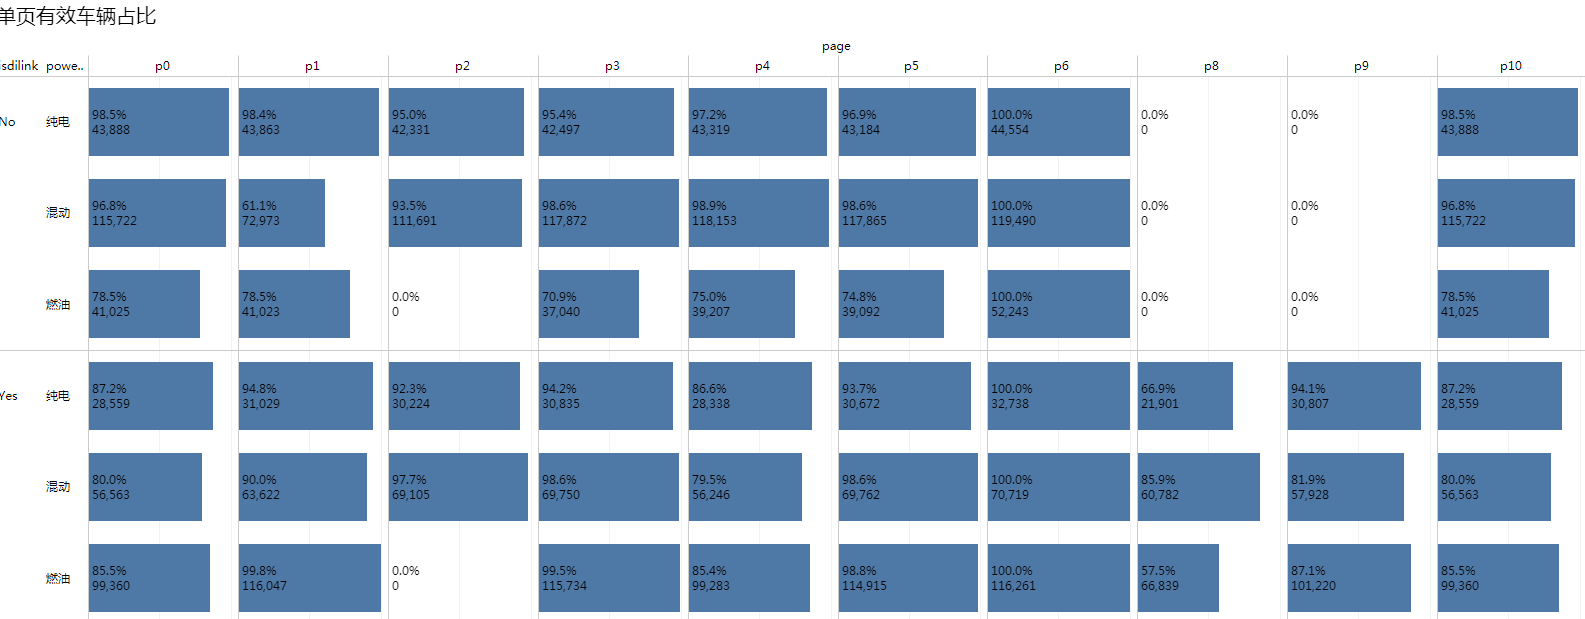 单页有效车辆占比
page
isdilink powe.. p0 p1 p2 p3 p4 p5 p6 p8 p9 p10
No 纯电 98.5% 98.4% 95.0% 95.4% 97.2% 96.9% 100.0% 0.0% 0.0% 98.5%
43,888 43,863 42,331 42,497 43,319 43,184 44,554 0 0 43,888
混动 96.8% 61.1% 93.5% 98.6% 98.9% 98.6% 100.0% 0.0% 0.0% 96.8%
115,722 72,973 111,691 117,872 118,153 117,865 119,490 0 0 115,722
燃油 78.5% 78.5% 0.0% 70.9% 75.0% 74.8% 100.0% 0.0% 0.0% 78.5%
41,025 41,023 0 37,040 39,207 39,092 52,243 0 0 41,025
Yes 纯电 87.2% 94.8% 92.3% 94.2% 86.6% 93.7% 100.0% 66.9% 94.1% 87.2%
28,559 31,029 30,224 30,835 28,338 30,672 32,738 21,901 30,807 28,559
混动 80.0% 90.0% 97.7% 98.6% 79.5% 98.6% 100.0% 85.9% 81.9% 80.0%
56,563 63,622 69,105 69,750 56,246 69,762 70,719 60,782 57,928 56,563
燃油 85.5% 99.8% 0.0% 99.5% 85.4% 98.8% 100.0% 57.5% 87.1% 85.5%
99,360 116,047 0 115,734 99,283 114,915 116,261 66,839 101,220 99,360